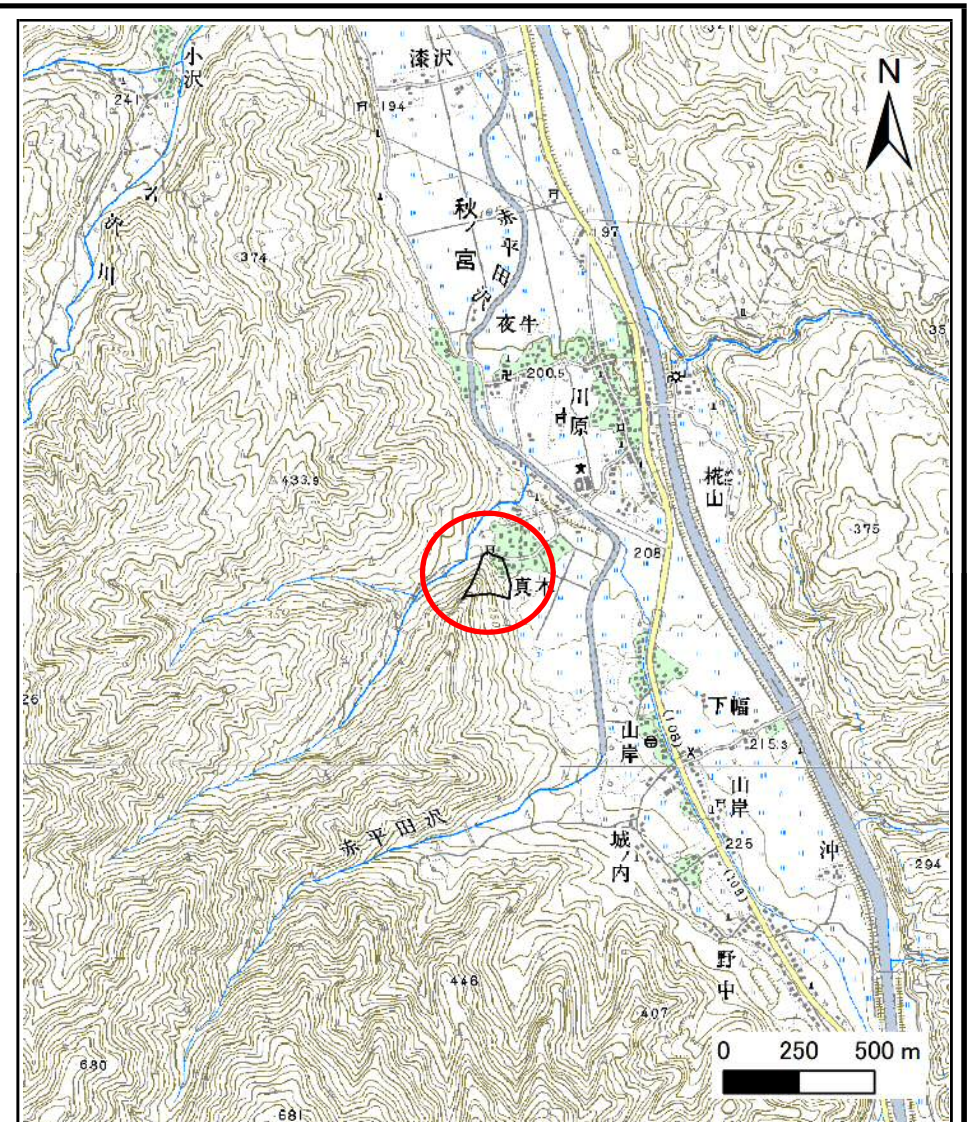 小沢
241
漆沢
194
N
沢川
374
秋ノ宮
赤平田沢
197
夜牛
200.5
川原
433.9
椛山
375
208
真木
下幅
(108)
山岸
215.3
赤平田沢
山岸
城ノ内
225
沖
294
(108)
野中
446
407
680
681
0 250 500 m